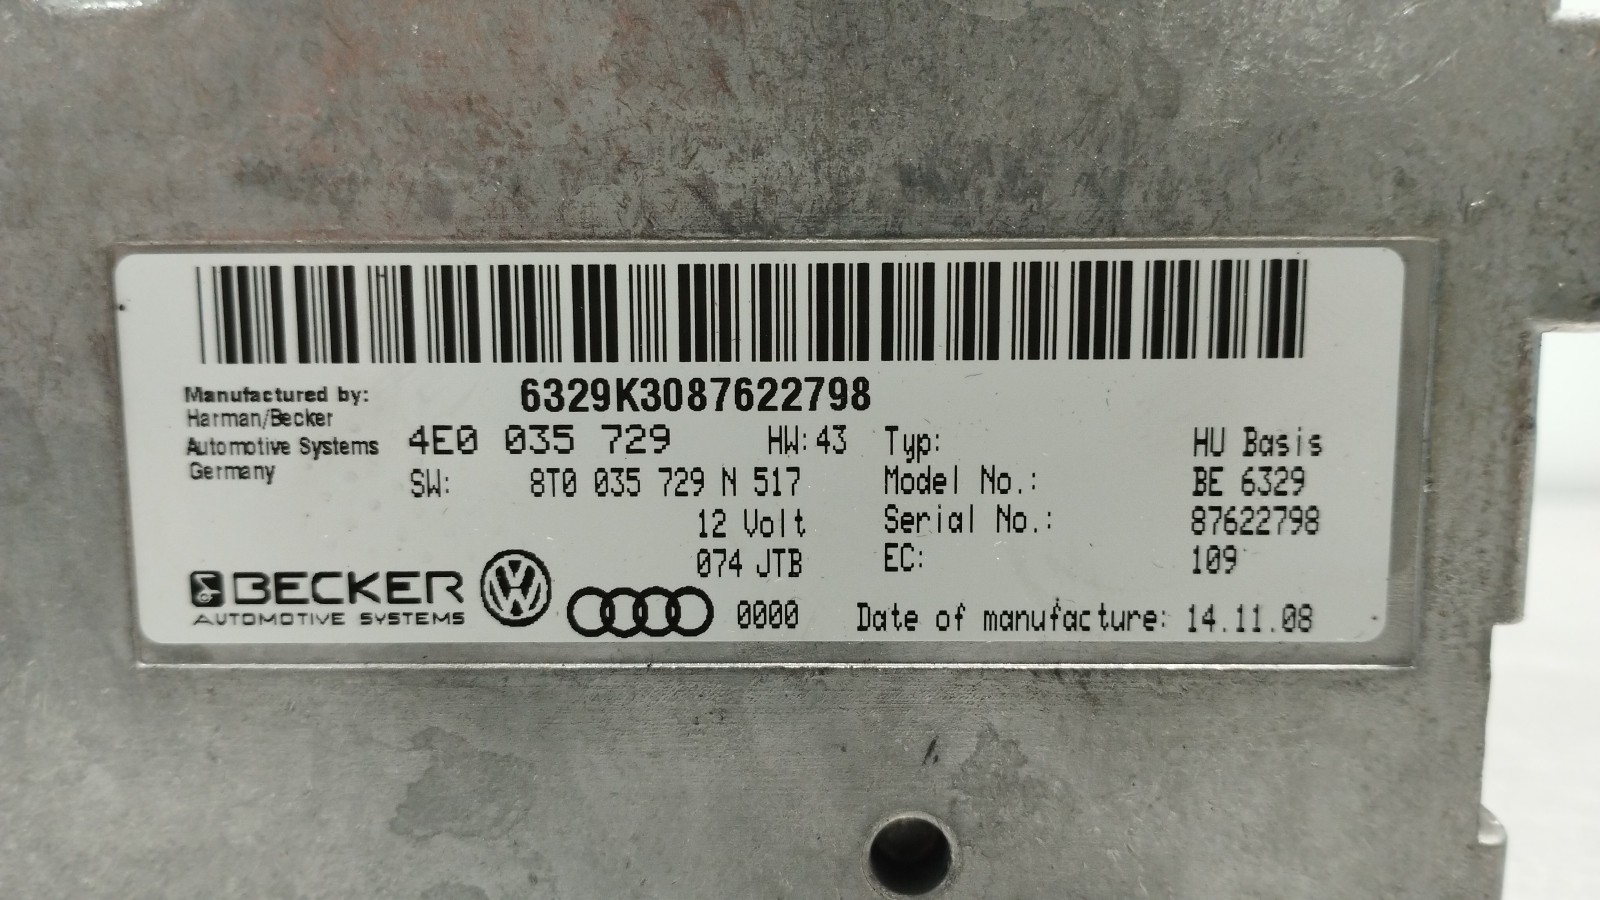 6329K3087622798
Manufactured by:
Harman/Becker
Automotive Systems
Germany
4E0 035 729 HW: 43
SW: 8T0 035 729 N 517
12 Volt
074 JTB
0000
Typ: HU Basis
Model No.: BE 6329
Serial No.: 87622798
EC: 109
Date of manufacture: 14.11.08
BECKER
AUTOMOTIVE SYSTEMS
VW